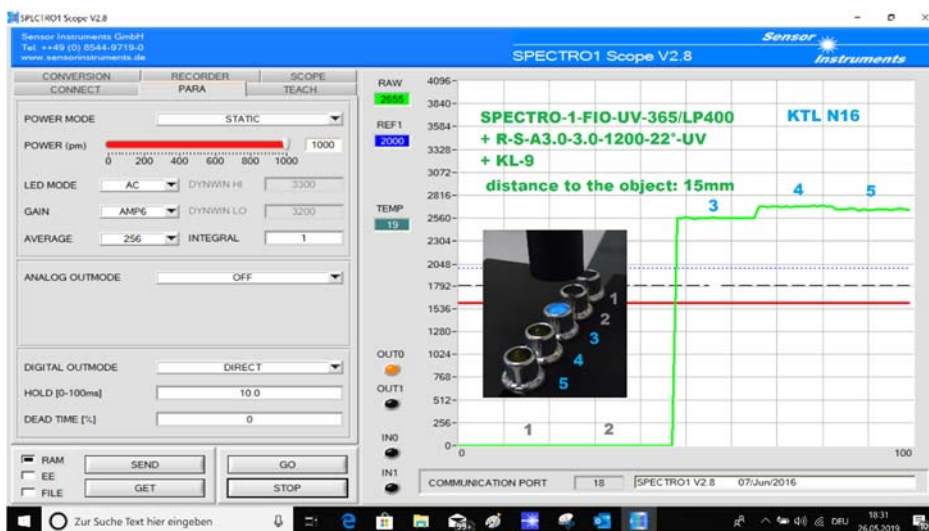 SPECTRO1 Scope V2.8
Sensor Instruments GmbH
Tel. ++49 (0) 8544-9719-0
www.sensorinstruments.de
SPECTRO1 Scope V2.8
Sensor
Instruments
CONVERSION RECORDER SCOPE
CONNECT PARA TEACH
POWER MODE STATIC
POWER (pm) 1000
0 200 400 600 800 1000
LED MODE AC DYNWIN HI 3300
GAIN AMP6 DYNWIN LO 3200
AVERAGE 256 INTEGRAL 1
ANALOG OUTMODE OFF
DIGITAL OUTMODE DIRECT
HOLD [0-100ms] 10.0
DEAD TIME [%] 0
RAM
EE
FILE
SEND GO
GET STOP
RAW
2655
REF1
2000
TEMP
19
OUT0
OUT1
IN0
IN1
4096
3840
3584
3328
3072
2816
2560
2304
2048
1792
1536
1280
1024
768
512
256
0
0 100
SPECTRO-1-FIO-UV-365/LP400
+ R-S-A3.0-3.0-1200-22°-UV
+ KL-9
distance to the object: 15mm
KTL N16
3 4 5
1
2
3
4
5
1 2
COMMUNICATION PORT 18 SPECTRO1 V2.8 07/Jun/2016
Zur Suche Text hier eingeben
99+
DEU
18:31
26.05.2019